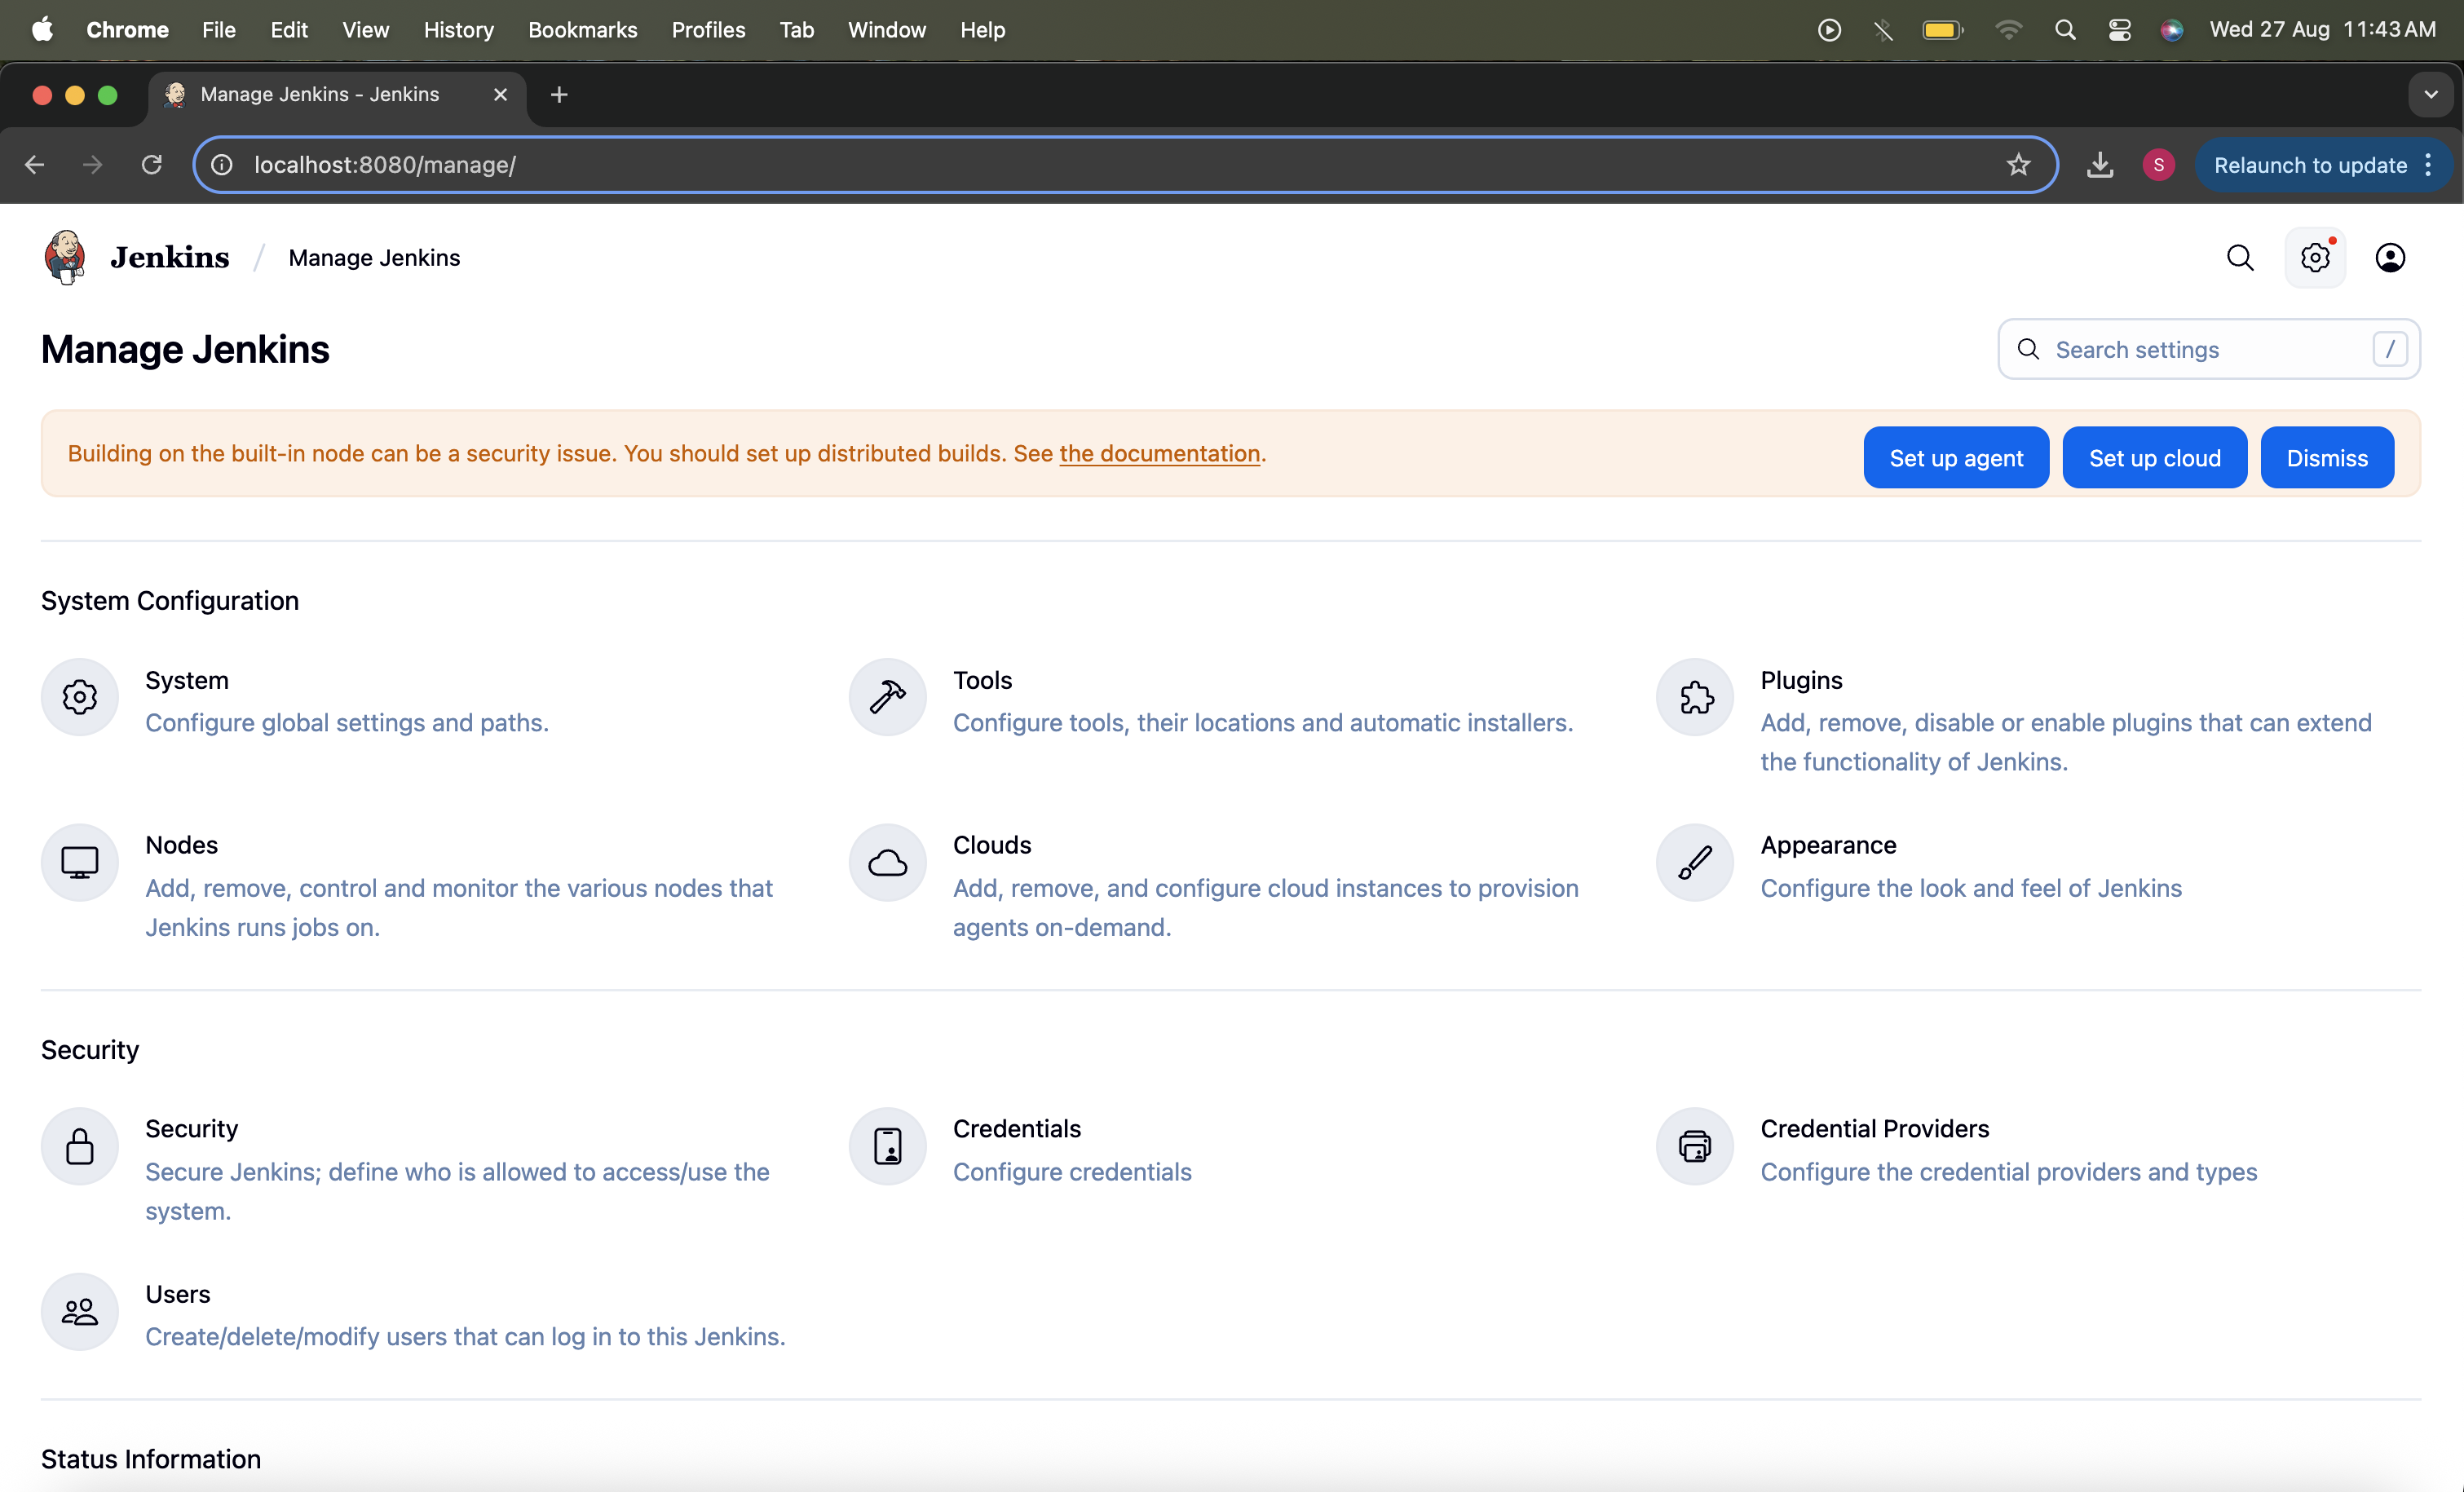 Chrome File Edit View History Bookmarks Profiles Tab Window Help Wed 27 Aug 11:43 AM
Manage Jenkins - Jenkins
localhost:8080/manage/ S Relaunch to update
Jenkins / Manage Jenkins
Manage Jenkins
Search settings /
Building on the built-in node can be a security issue. You should set up distributed builds. See the documentation.
Set up agent Set up cloud Dismiss
System Configuration
System
Configure global settings and paths.
Tools
Configure tools, their locations and automatic installers.
Plugins
Add, remove, disable or enable plugins that can extend
the functionality of Jenkins.
Nodes
Add, remove, control and monitor the various nodes that
Jenkins runs jobs on.
Clouds
Add, remove, and configure cloud instances to provision
agents on-demand.
Appearance
Configure the look and feel of Jenkins
Security
Security
Secure Jenkins; define who is allowed to access/use the
system.
Credentials
Configure credentials
Credential Providers
Configure the credential providers and types
Users
Create/delete/modify users that can log in to this Jenkins.
Status Information